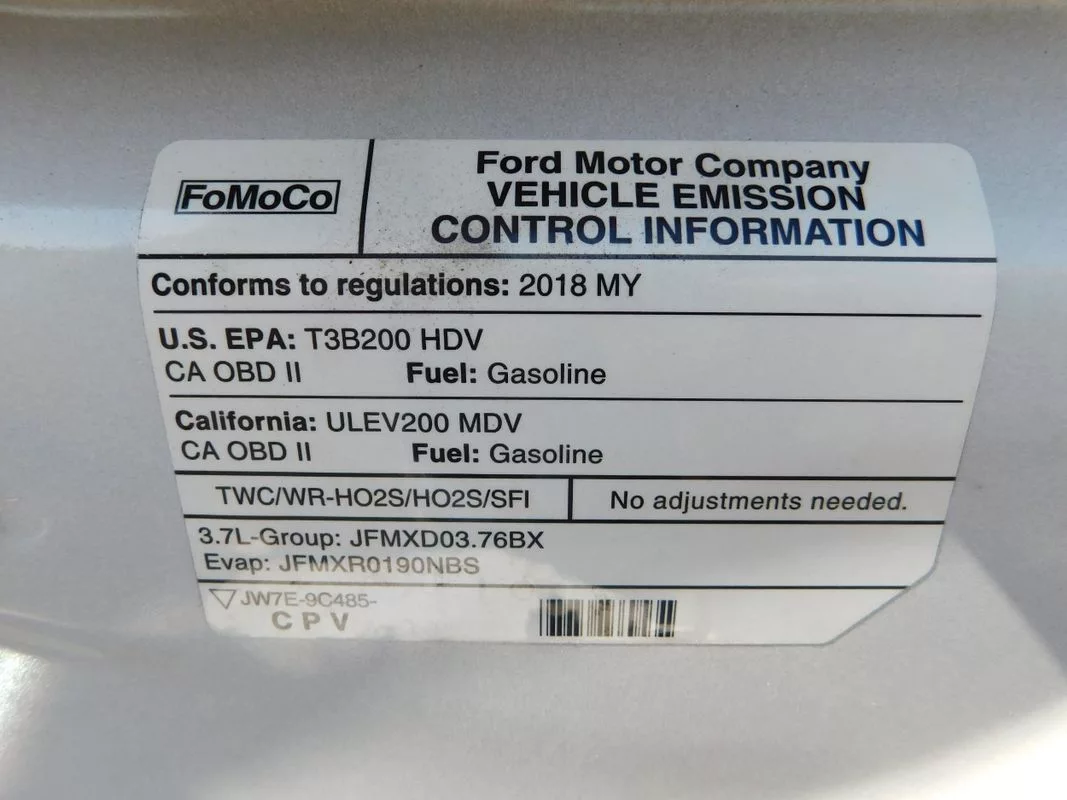 FoMoCo
Ford Motor Company
VEHICLE EMISSION
CONTROL INFORMATION
Conforms to regulations: 2018 MY
U.S. EPA: T3B200 HDV
CA OBD II Fuel: Gasoline
California: ULEV200 MDV
CA OBD II Fuel: Gasoline
TWC/WR-HO2S/HO2S/SFI
No adjustments needed.
3.7L-Group: JFMXD03.76BX
Evap: JFMXR0190NBS
JW7E-9C485-
C P V